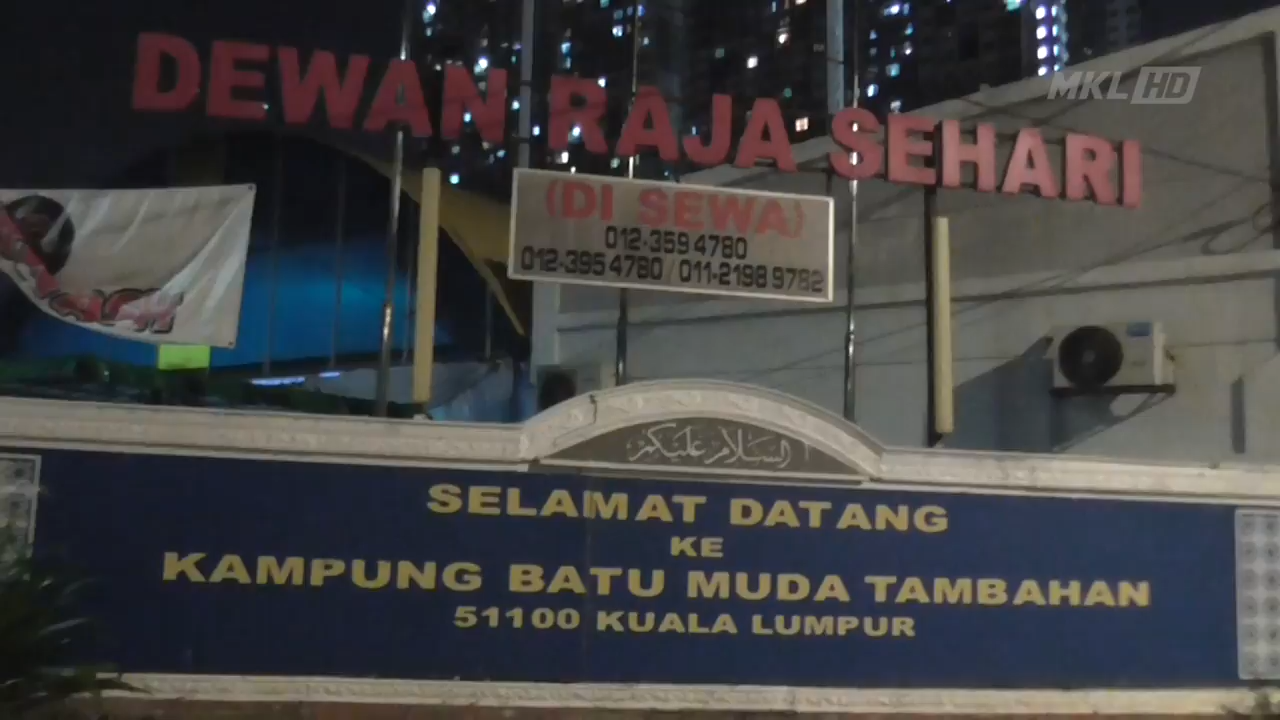 MKL HD
DEWAN RAJA SEHARI
(DI SEWA)
012-359 4780
012-395 4780 / 011-2198 9782
السلام عليكم
SELAMAT DATANG
KE
KAMPUNG BATU MUDA TAMBAHAN
51100 KUALA LUMPUR